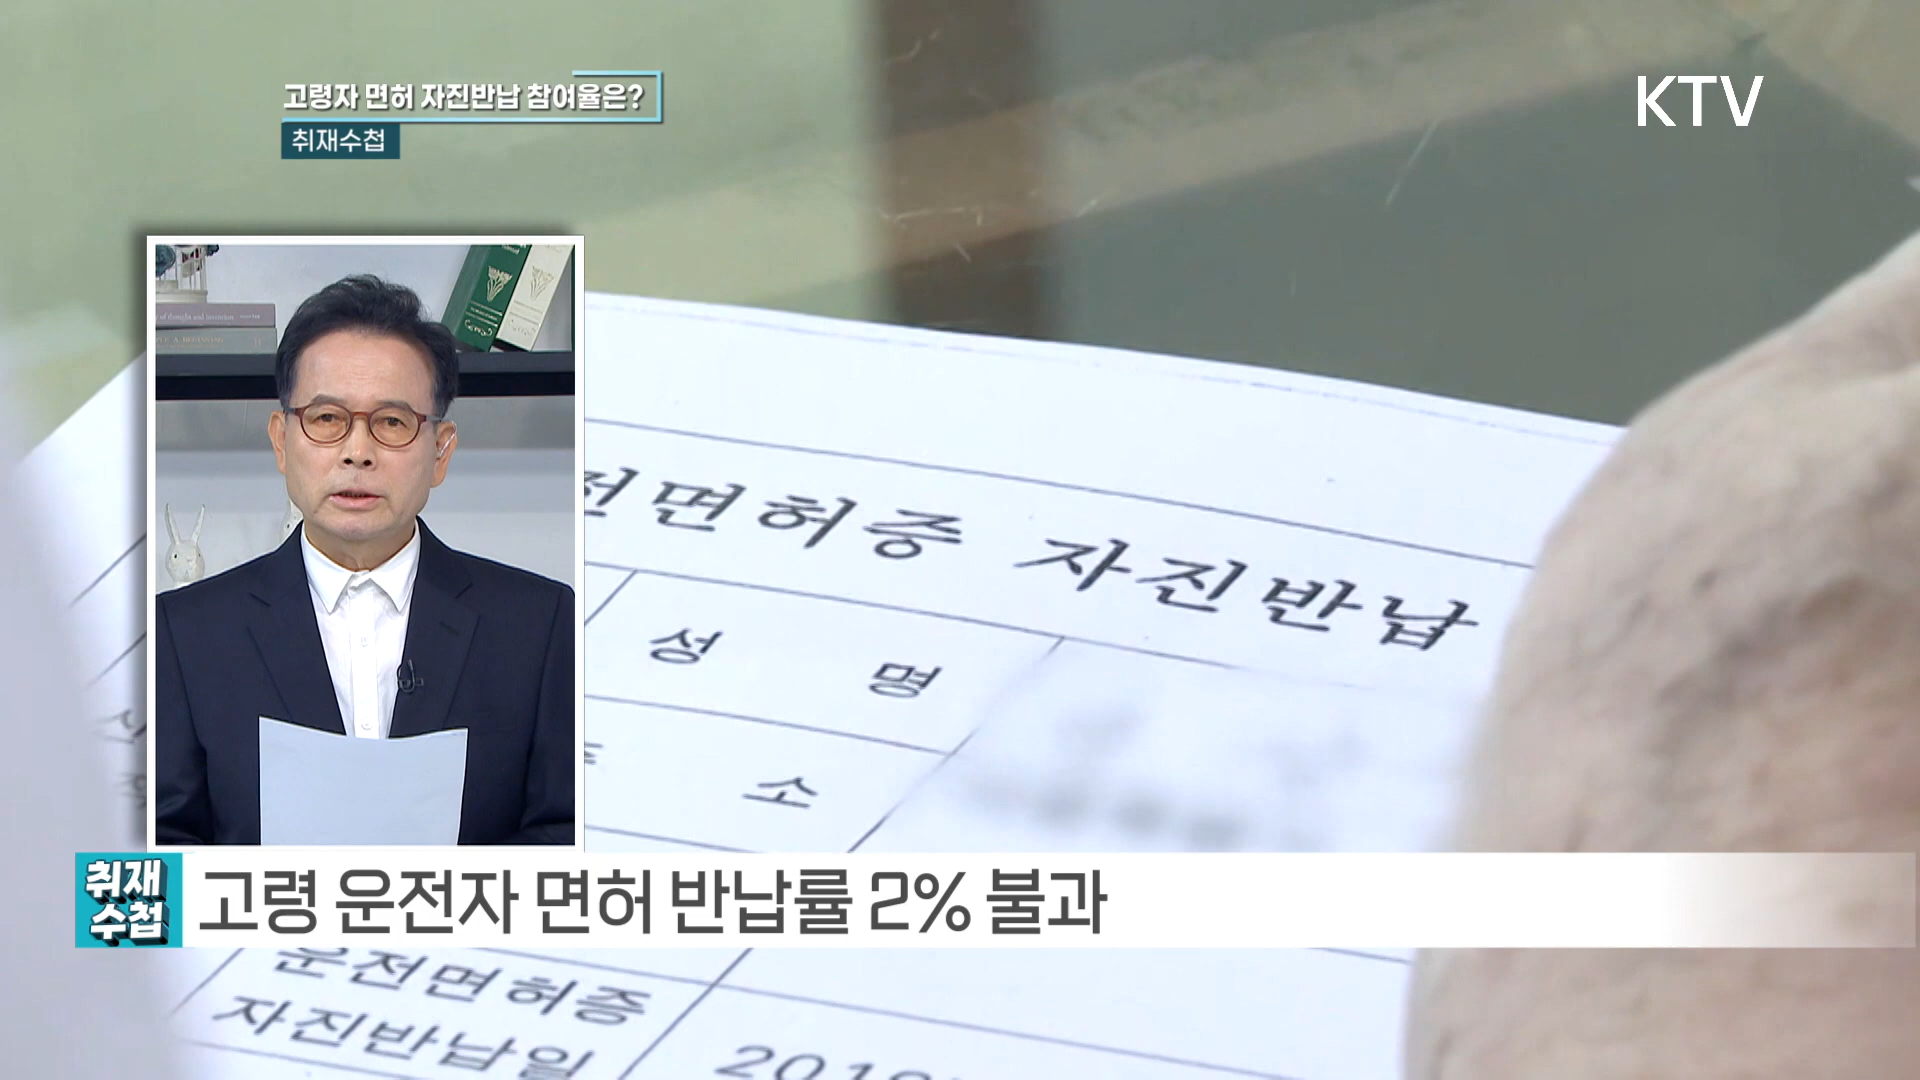 고령자 면허 자진반납 참여율은?
취재수첩
KTV
전면허증 자진반납
성 명
소
취재
수첩
고령 운전자 면허 반납률 2% 불과
운전면허증
자진반납일